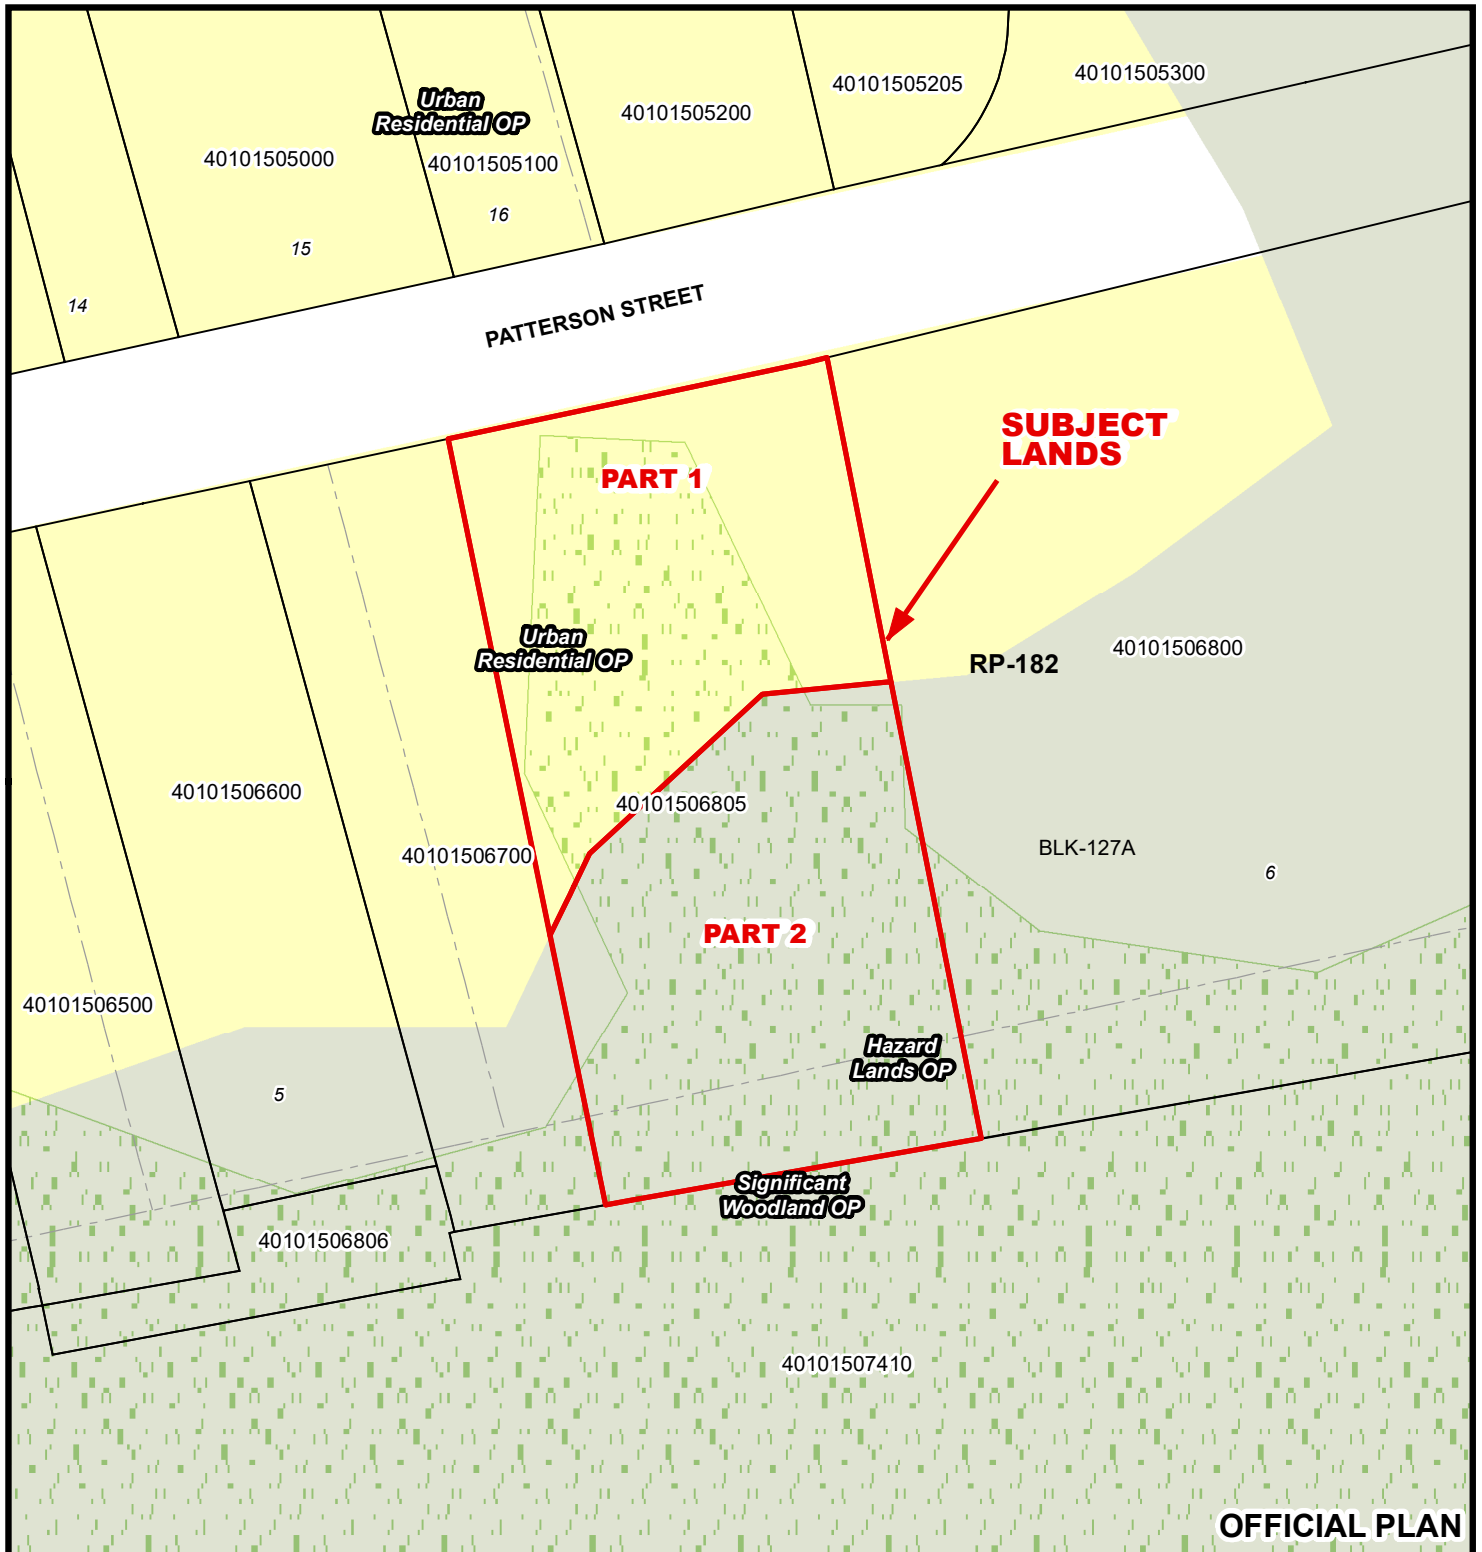 40101505300
40101505205
Urban
Residential OP
40101505200
40101505000
40101505100
16
15
14
PATTERSON STREET
SUBJECT
LANDS
PART 1
Urban
Residential OP
40101506800
RP-182
40101506600
40101506805
40101506700
BLK-127A
6
PART 2
40101506500
Hazard
Lands OP
5
Significant
Woodland OP
40101506806
40101507410
OFFICIAL PLAN